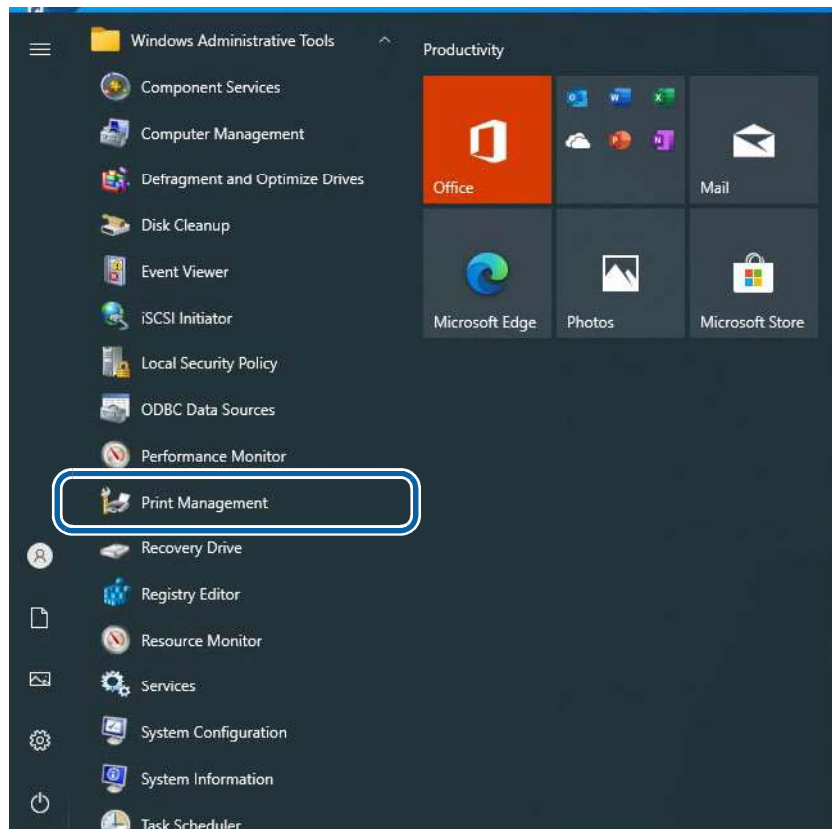 Windows Administrative Tools
Component Services
Computer Management
Defragment and Optimize Drives
Disk Cleanup
Event Viewer
iSCSI Initiator
Local Security Policy
ODBC Data Sources
Performance Monitor
Print Management
Recovery Drive
Registry Editor
Resource Monitor
Services
System Configuration
System Information
Task Scheduler
Productivity
Office
Mail
Microsoft Edge
Photos
Microsoft Store